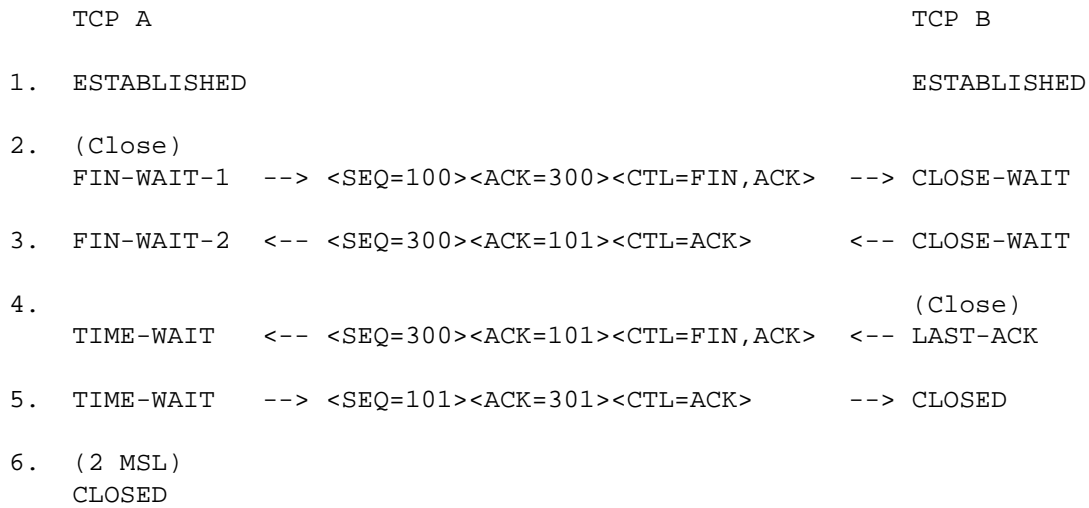 TCP A                                                TCP B
1.  ESTABLISHED                                          ESTABLISHED
2.  (Close)
FIN-WAIT-1  --> <SEQ=100><ACK=300><CTL=FIN,ACK>  --> CLOSE-WAIT
3.  FIN-WAIT-2  <-- <SEQ=300><ACK=101><CTL=ACK>      <-- CLOSE-WAIT
4.                                                       (Close)
TIME-WAIT   <-- <SEQ=300><ACK=101><CTL=FIN,ACK>  <-- LAST-ACK
5.  TIME-WAIT   --> <SEQ=101><ACK=301><CTL=ACK>      --> CLOSED
6.  (2 MSL)
CLOSED